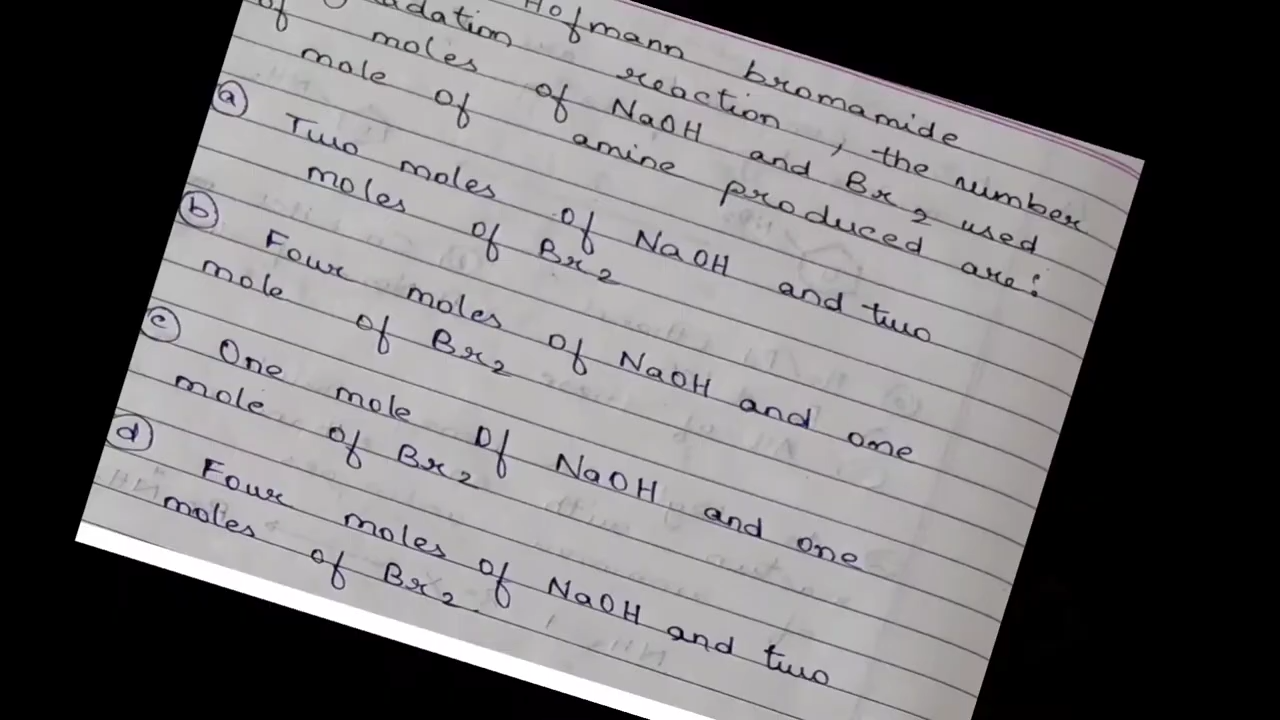 Hofmann bromamide
reaction, the number
of moles of NaOH and Br2 used
mole of amine produced are:
(a) Two moles of NaOH and two
moles of Br2
(b) Four moles of NaOH and one
mole of Br2
(c) One mole of NaOH and one
mole of Br2
(d) Four moles of NaOH and two
moles of Br2.